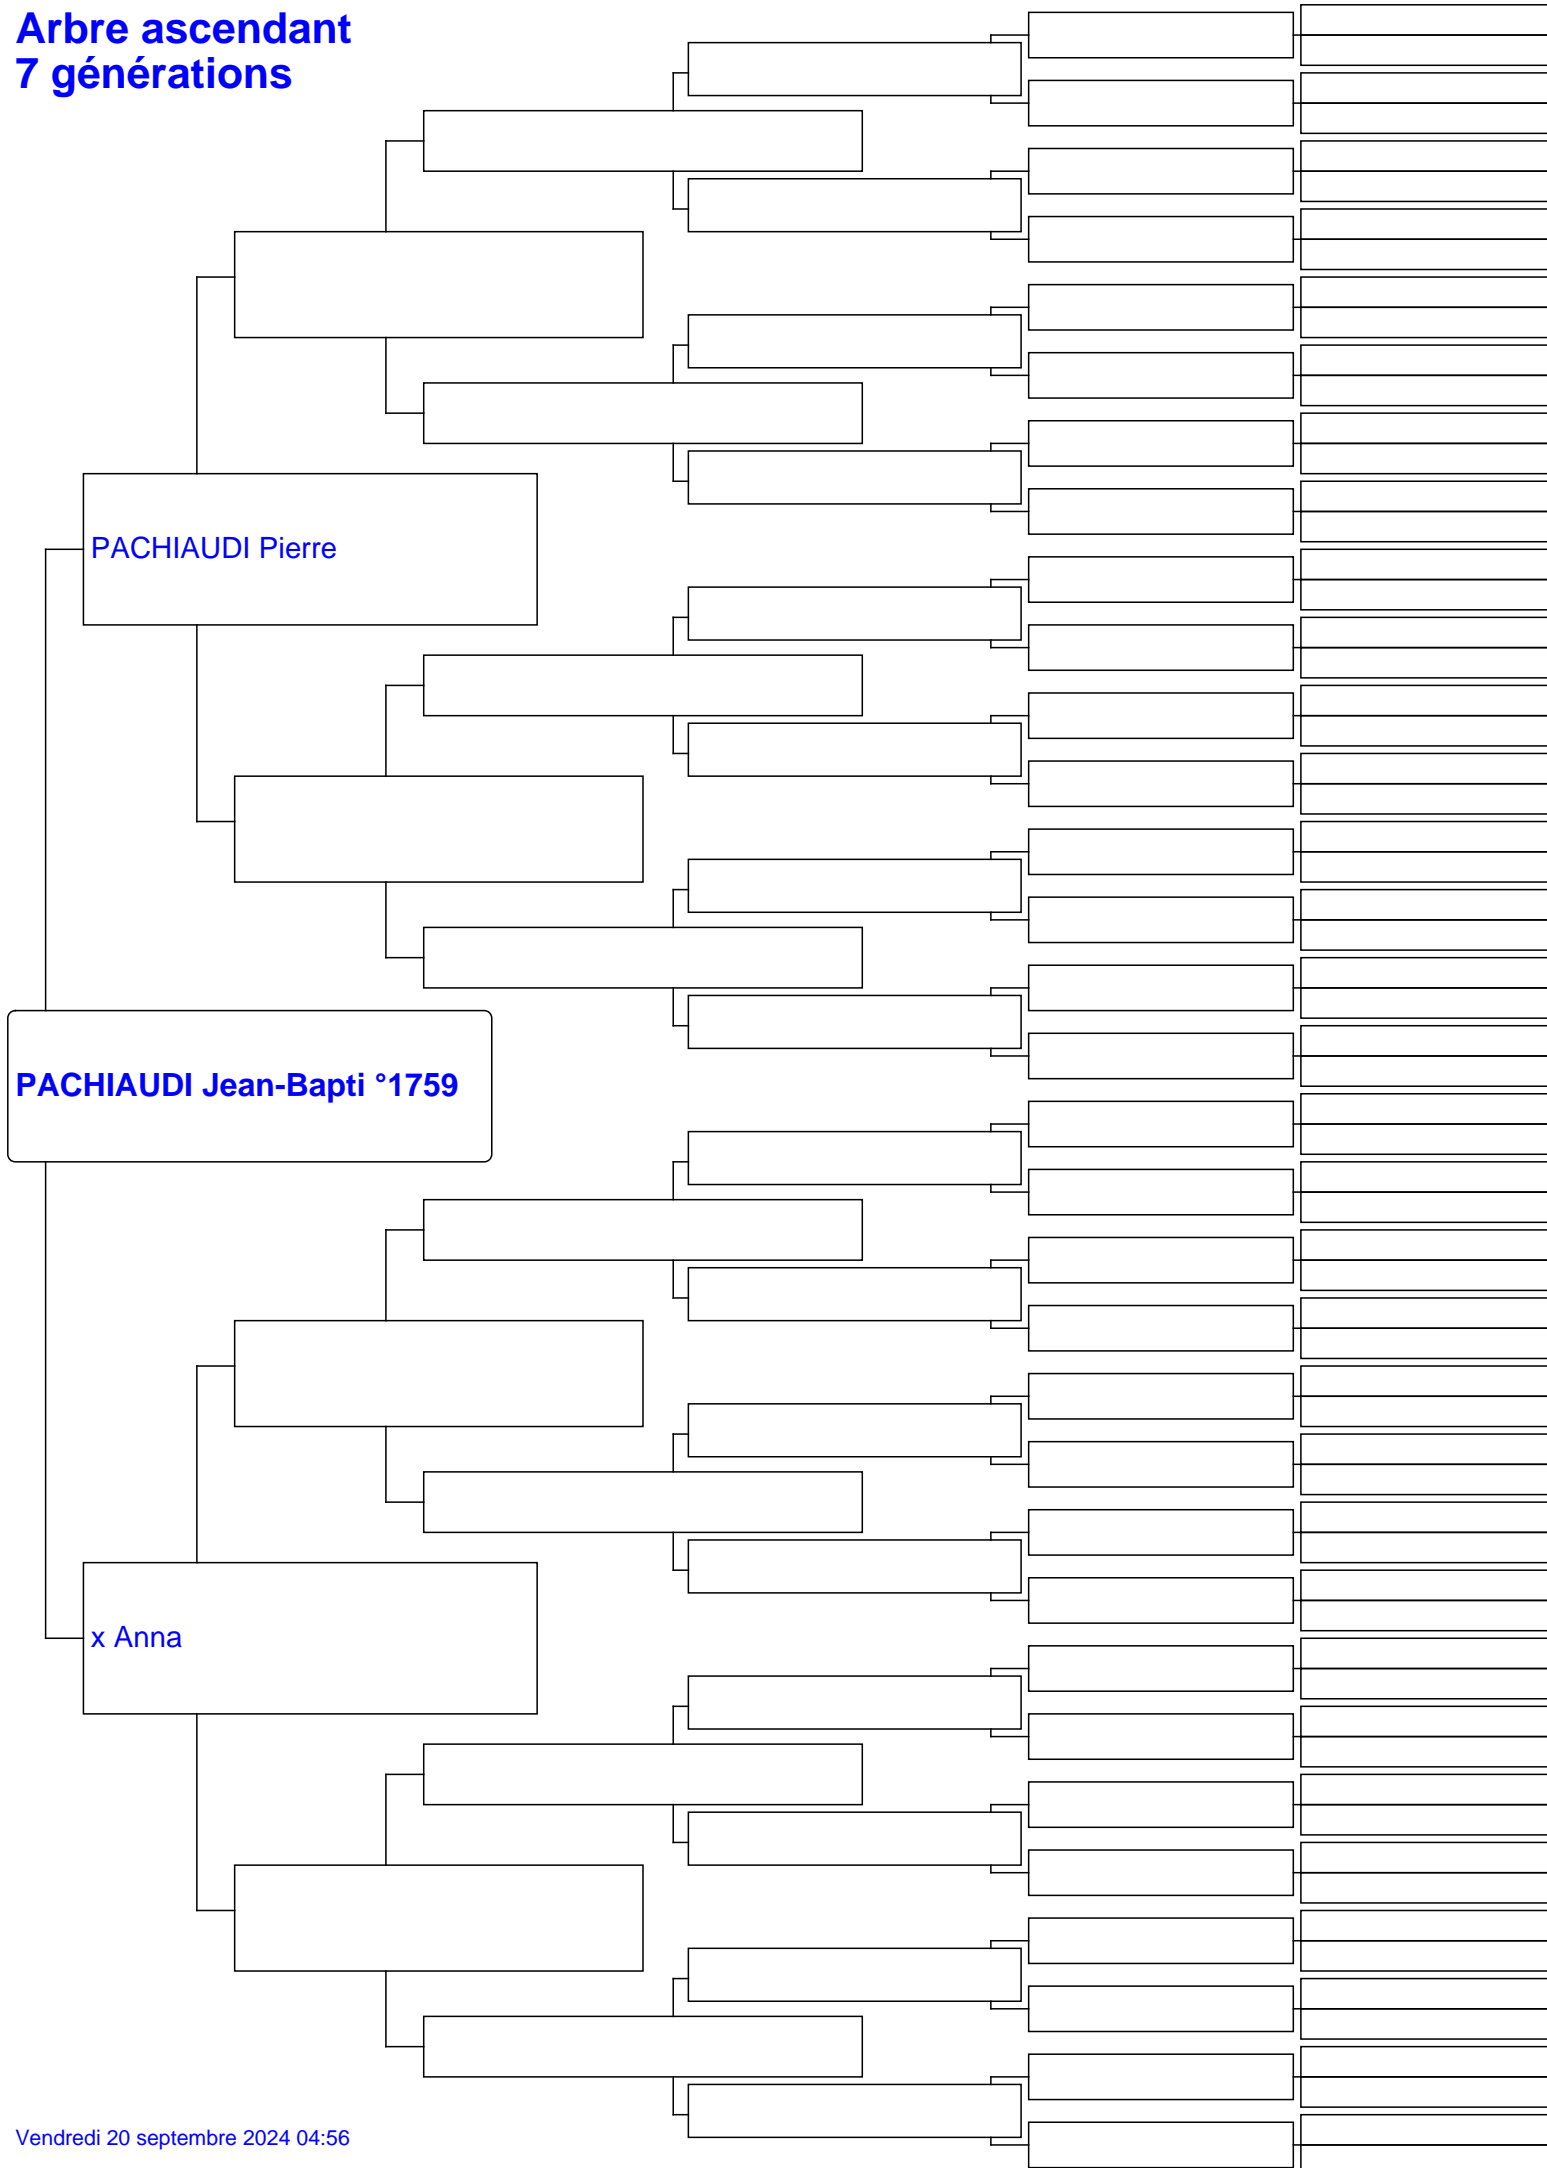 Arbre ascendant
7 générations
PACHIAUDI Pierre
PACHIAUDI Jean-Bapti °1759
x Anna
Vendredi 20 septembre 2024 04:56